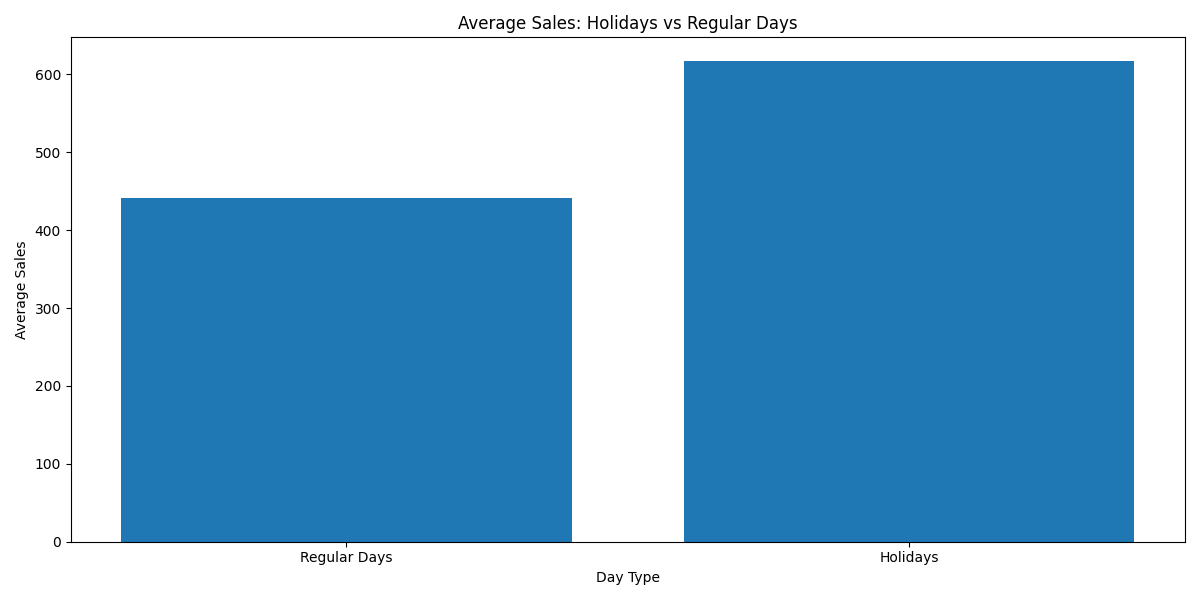 Average Sales: Holidays vs Regular Days
Average Sales
600
500
400
300
200
100
0
Regular Days
Holidays
Day Type